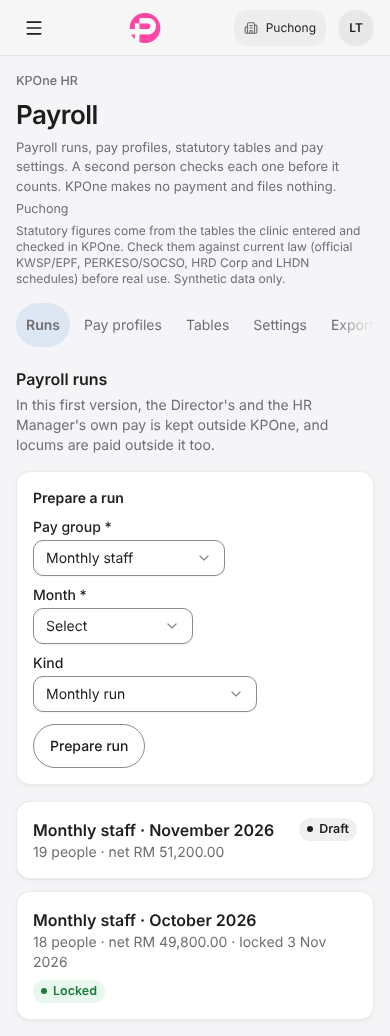 Puchong
LT
KPOne HR
Payroll
Payroll runs, pay profiles, statutory tables and pay
settings. A second person checks each one before it
counts. KPOne makes no payment and files nothing.
Puchong
Statutory figures come from the tables the clinic entered and
checked in KPOne. Check them against current law (official
KWSP/EPF, PERKESO/SOCSO, HRD Corp and LHDN
schedules) before real use. Synthetic data only.
Runs Pay profiles Tables Settings Export
Payroll runs
In this first version, the Director's and the HR
Manager's own pay is kept outside KPOne, and
locums are paid outside it too.
Prepare a run
Pay group *
Monthly staff
Month *
Select
Kind
Monthly run
Prepare run
Monthly staff · November 2026 Draft
19 people · net RM 51,200.00
Monthly staff · October 2026
18 people · net RM 49,800.00 · locked 3 Nov
2026
Locked